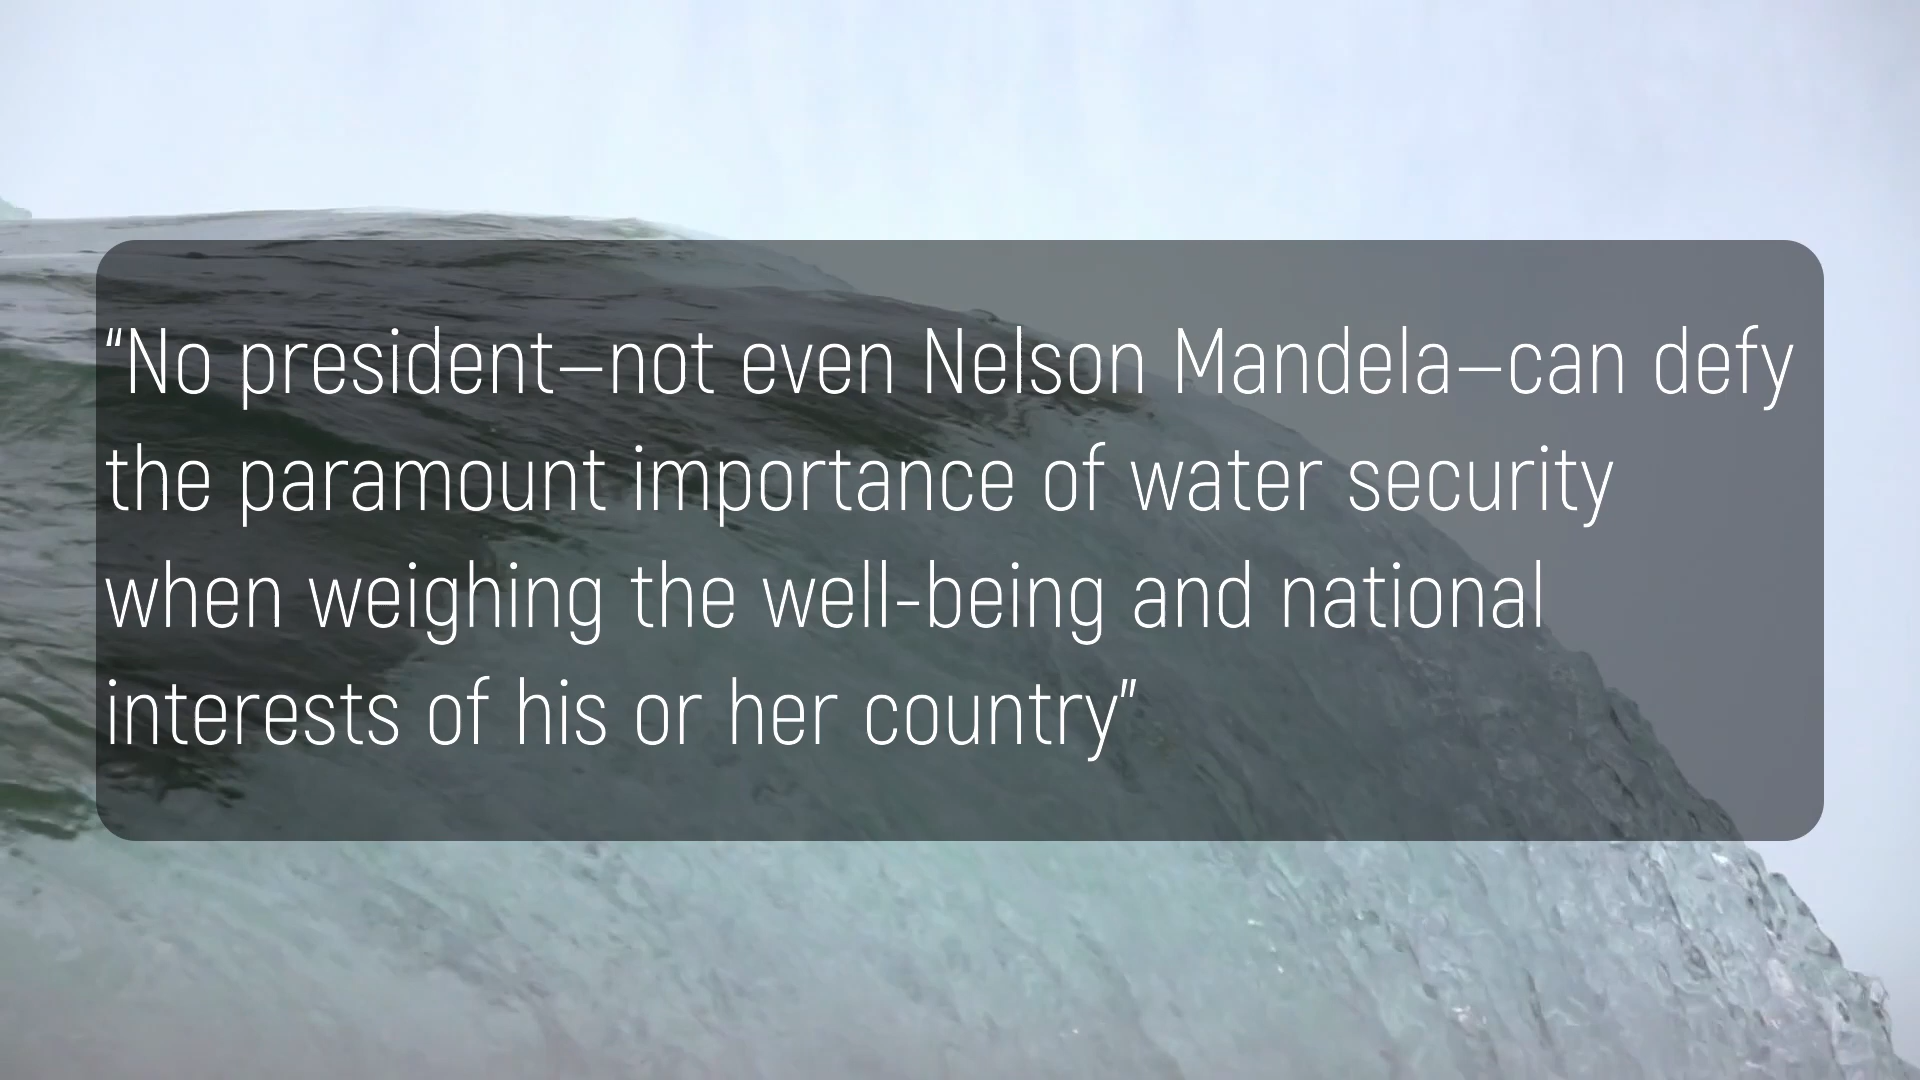 “No president—not even Nelson Mandela—can defy
the paramount importance of water security
when weighing the well-being and national
interests of his or her country”